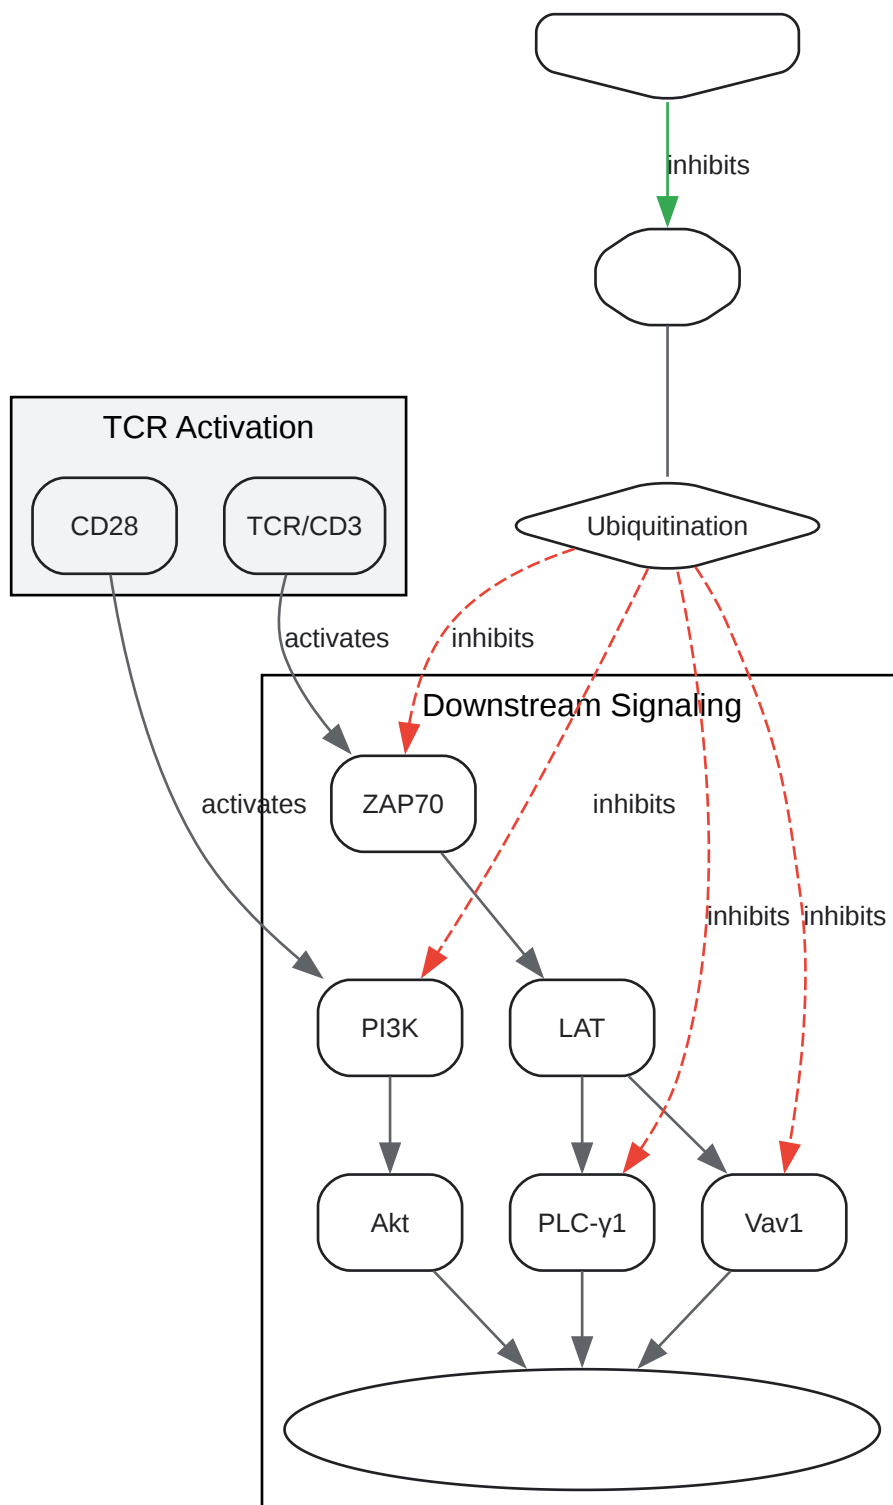 inhibits
TCR Activation
CD28
TCR/CD3
Ubiquitination
activates
inhibits
Downstream Signaling
activates
ZAP70
inhibits
inhibits
inhibits
PI3K
LAT
Akt
PLC-γ1
Vav1